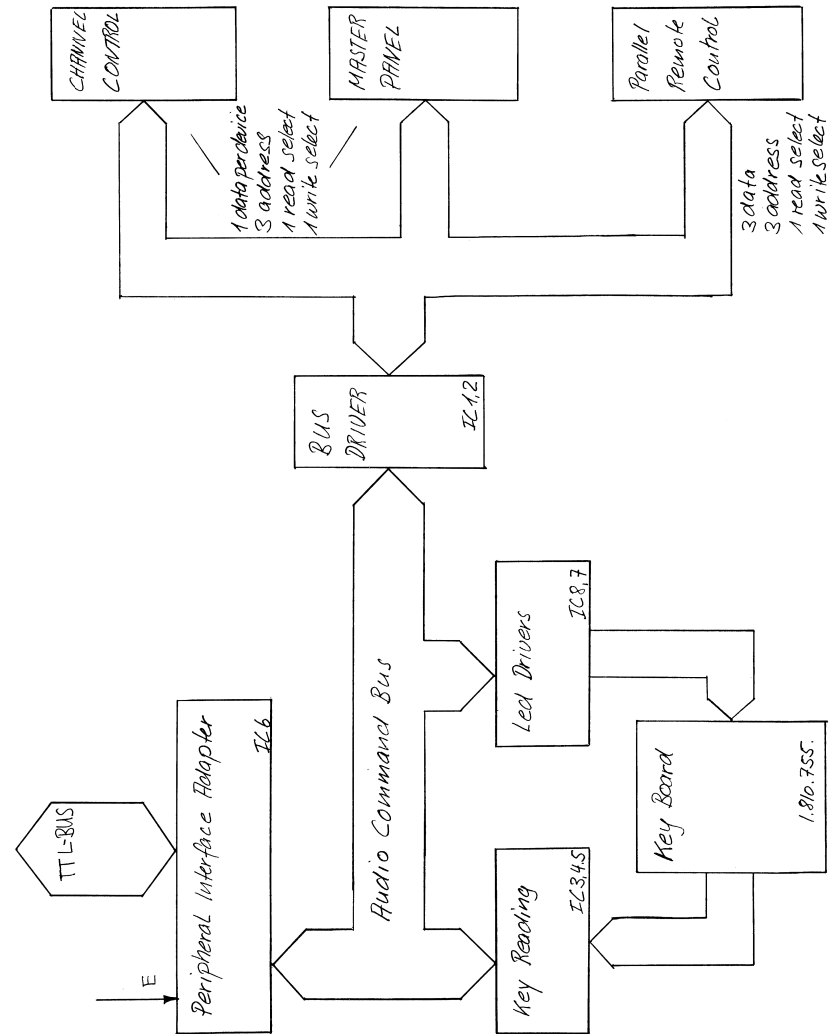 E
TTL-BUS
Peripheral Interface Adapter
IC6
Audio Command Bus
Key Reading
IC3,4.5
Led Drivers
IC8,7
Key Board
1.810.755.
BUS
DRIVER
IC1,2
CHANNEL
CONTROL
1 data per device
3 address
1 read select
1 write select
MASTER
PANEL
Parallel
Remote
Control
3 data
3 address
1 read select
1 write select